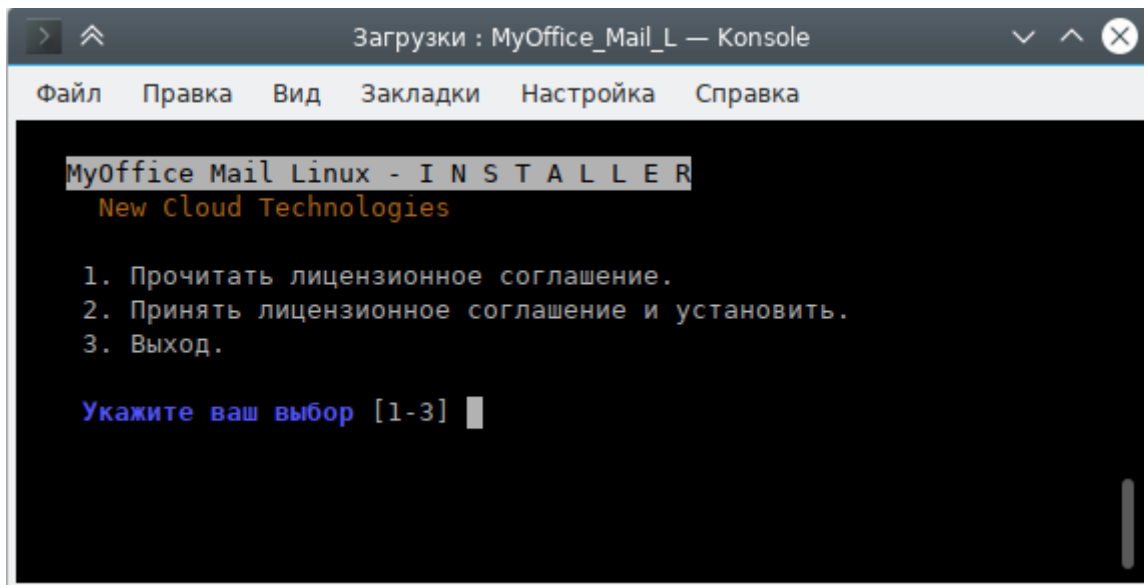 Загрузки : MyOffice_Mail_L — Konsole
Файл Правка Вид Закладки Настройка Справка
MyOffice Mail Linux - I N S T A L L E R
New Cloud Technologies
1. Прочитать лицензионное соглашение.
2. Принять лицензионное соглашение и установить.
3. Выход.
Укажите ваш выбор [1-3]